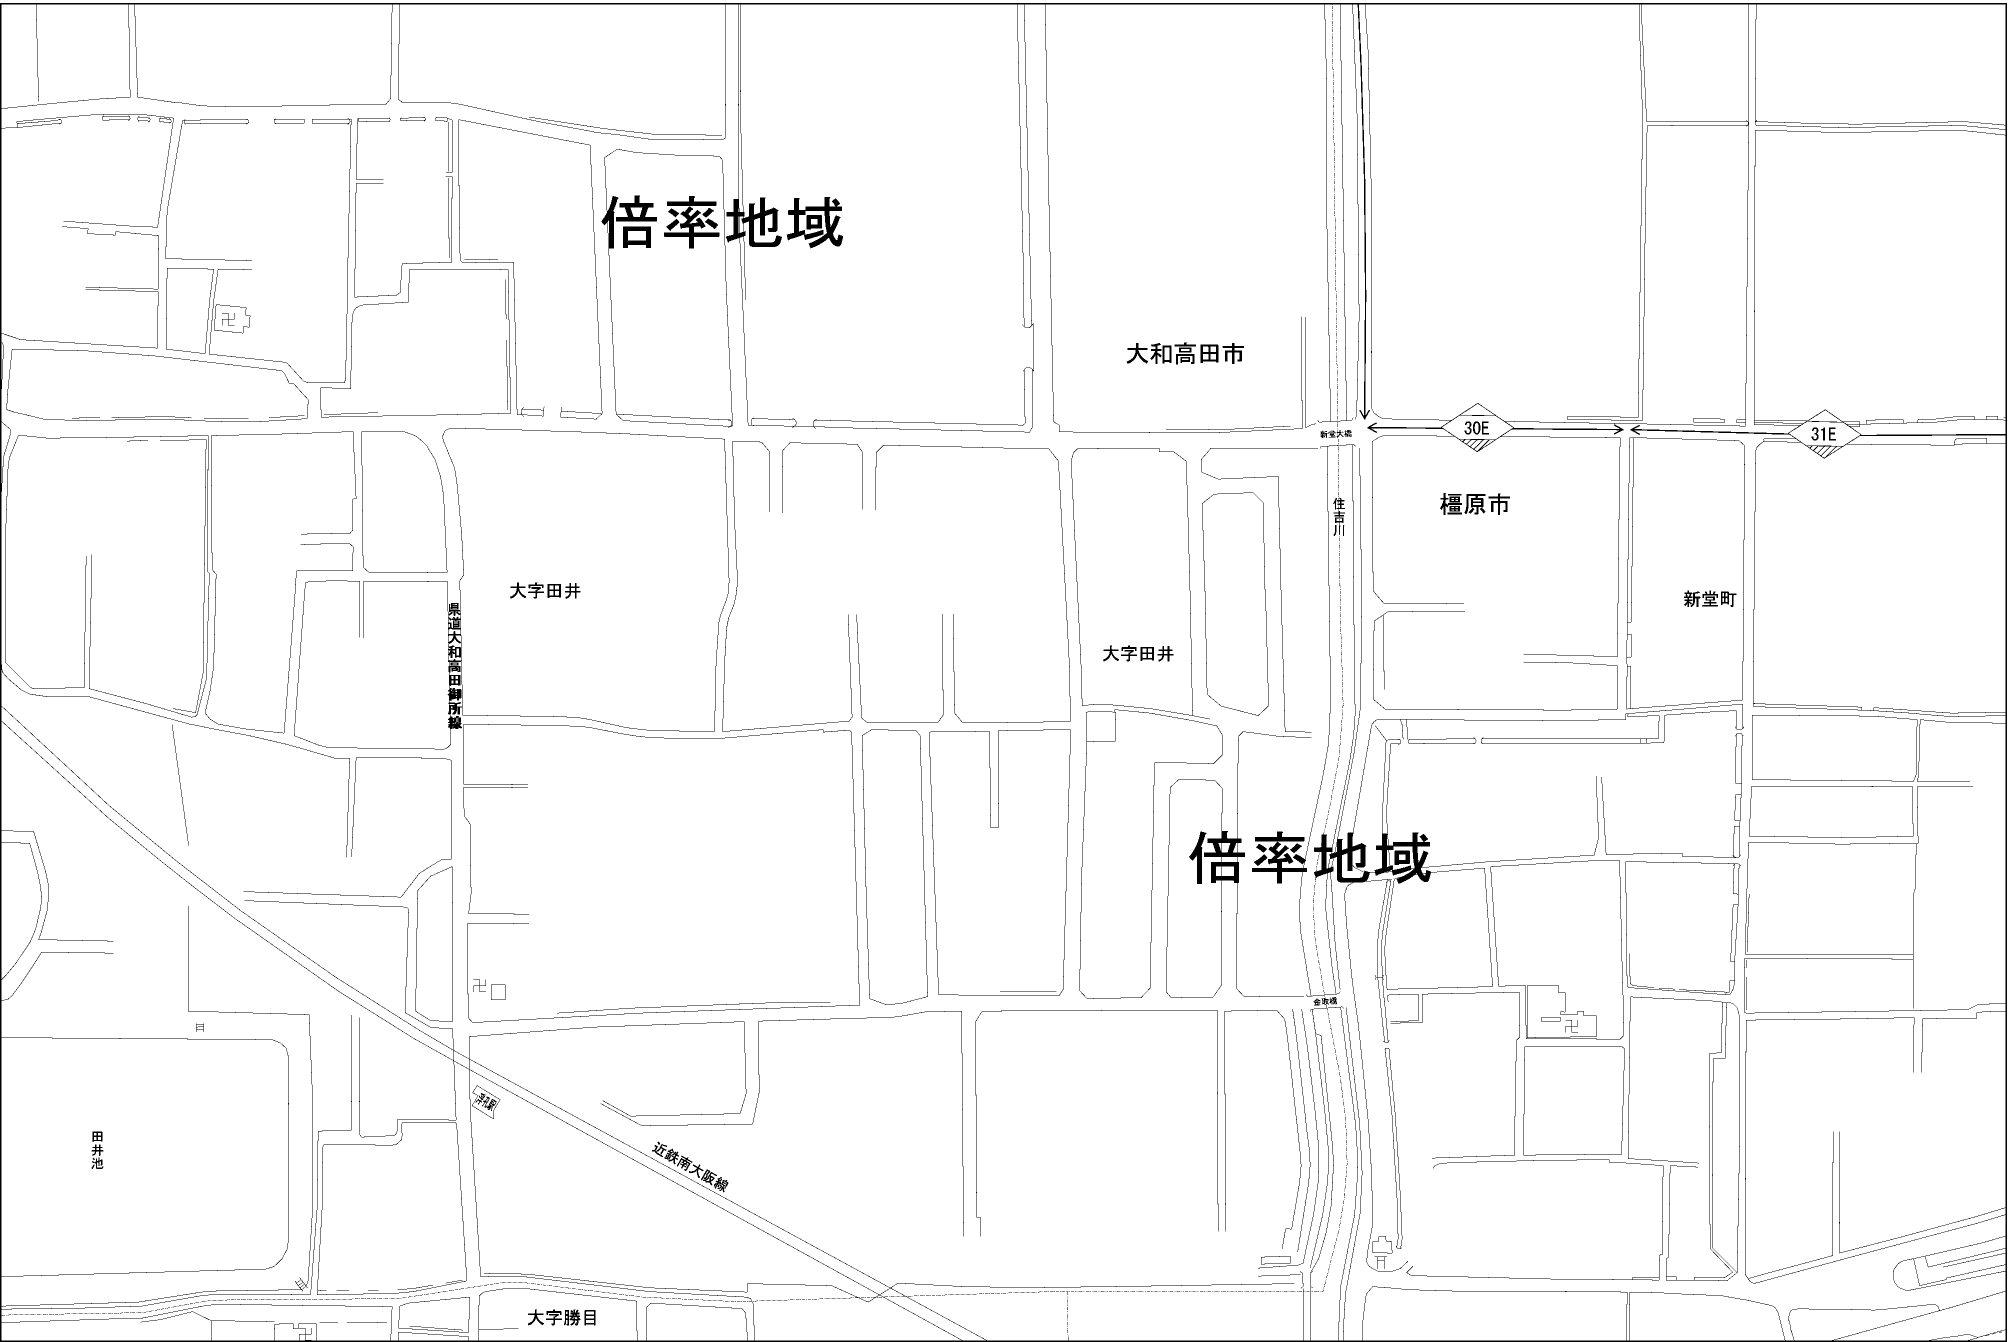 倍率地域
大和高田市
30E
31E
新堂大橋
住吉川
橿原市
大字田井
新堂町
県道大和高田御所線
大字田井
倍率地域
金取橋
浮孔駅
田井池
近鉄南大阪線
大字勝目